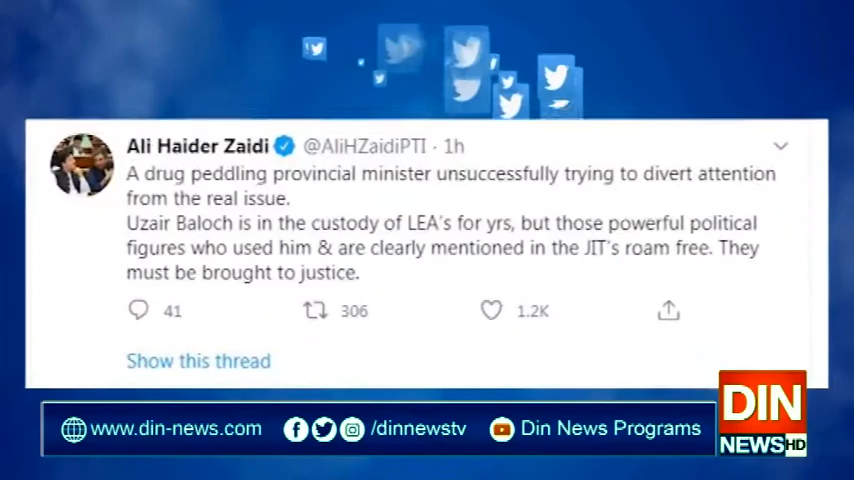 Ali Haider Zaidi @AliHZaidiPTI · 1h
A drug peddling provincial minister unsuccessfully trying to divert attention
from the real issue.
Uzair Baloch is in the custody of LEA's for yrs, but those powerful political
figures who used him & are clearly mentioned in the JIT's roam free. They
must be brought to justice.
41 306 1.2K
Show this thread
www.din-news.com /dinnewstv Din News Programs
DIN
NEWS HD